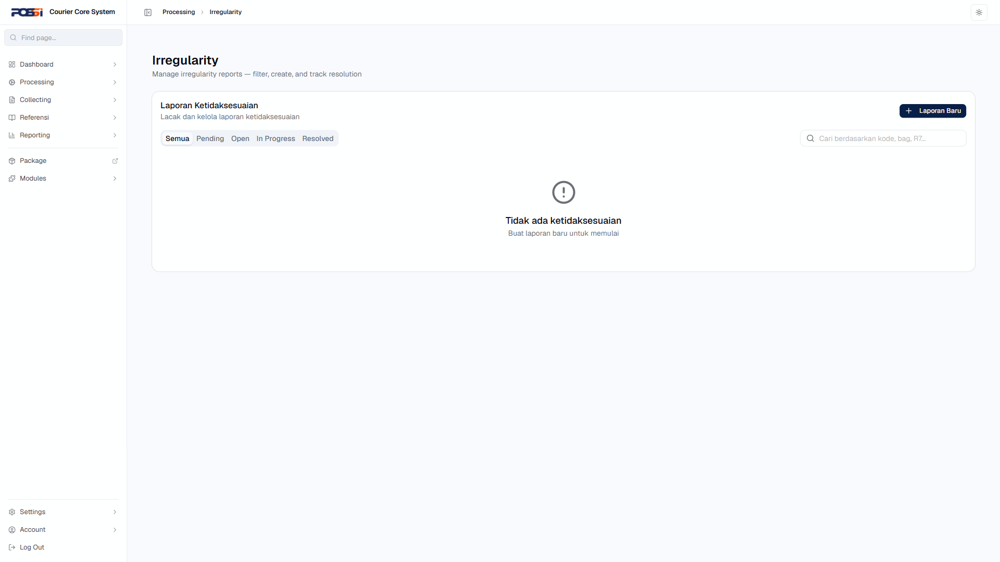 POSSi Courier Core System
Processing > Irregularity
Find page...
Dashboard
Processing
Collecting
Referensi
Reporting
Package
Modules
Settings
Account
Log Out
Irregularity
Manage irregularity reports — filter, create, and track resolution
Laporan Ketidaksesuaian
Lacak dan kelola laporan ketidaksesuaian
Laporan Baru
Semua Pending Open In Progress Resolved
Cari berdasarkan kode, bag, R7...
Tidak ada ketidaksesuaian
Buat laporan baru untuk memulai